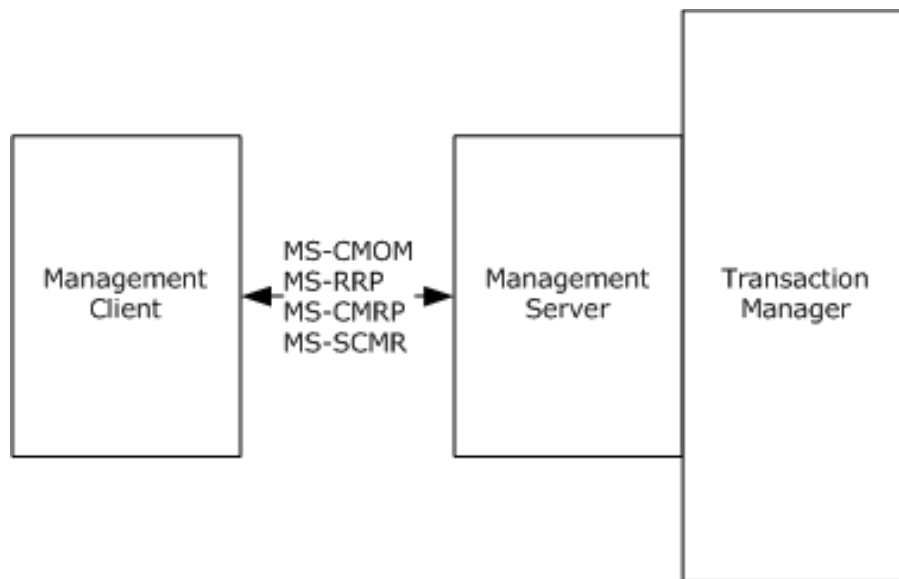 Management
Client
MS-CMOM
MS-RRP
MS-CMRP
MS-SCMR
Management
Server
Transaction
Manager